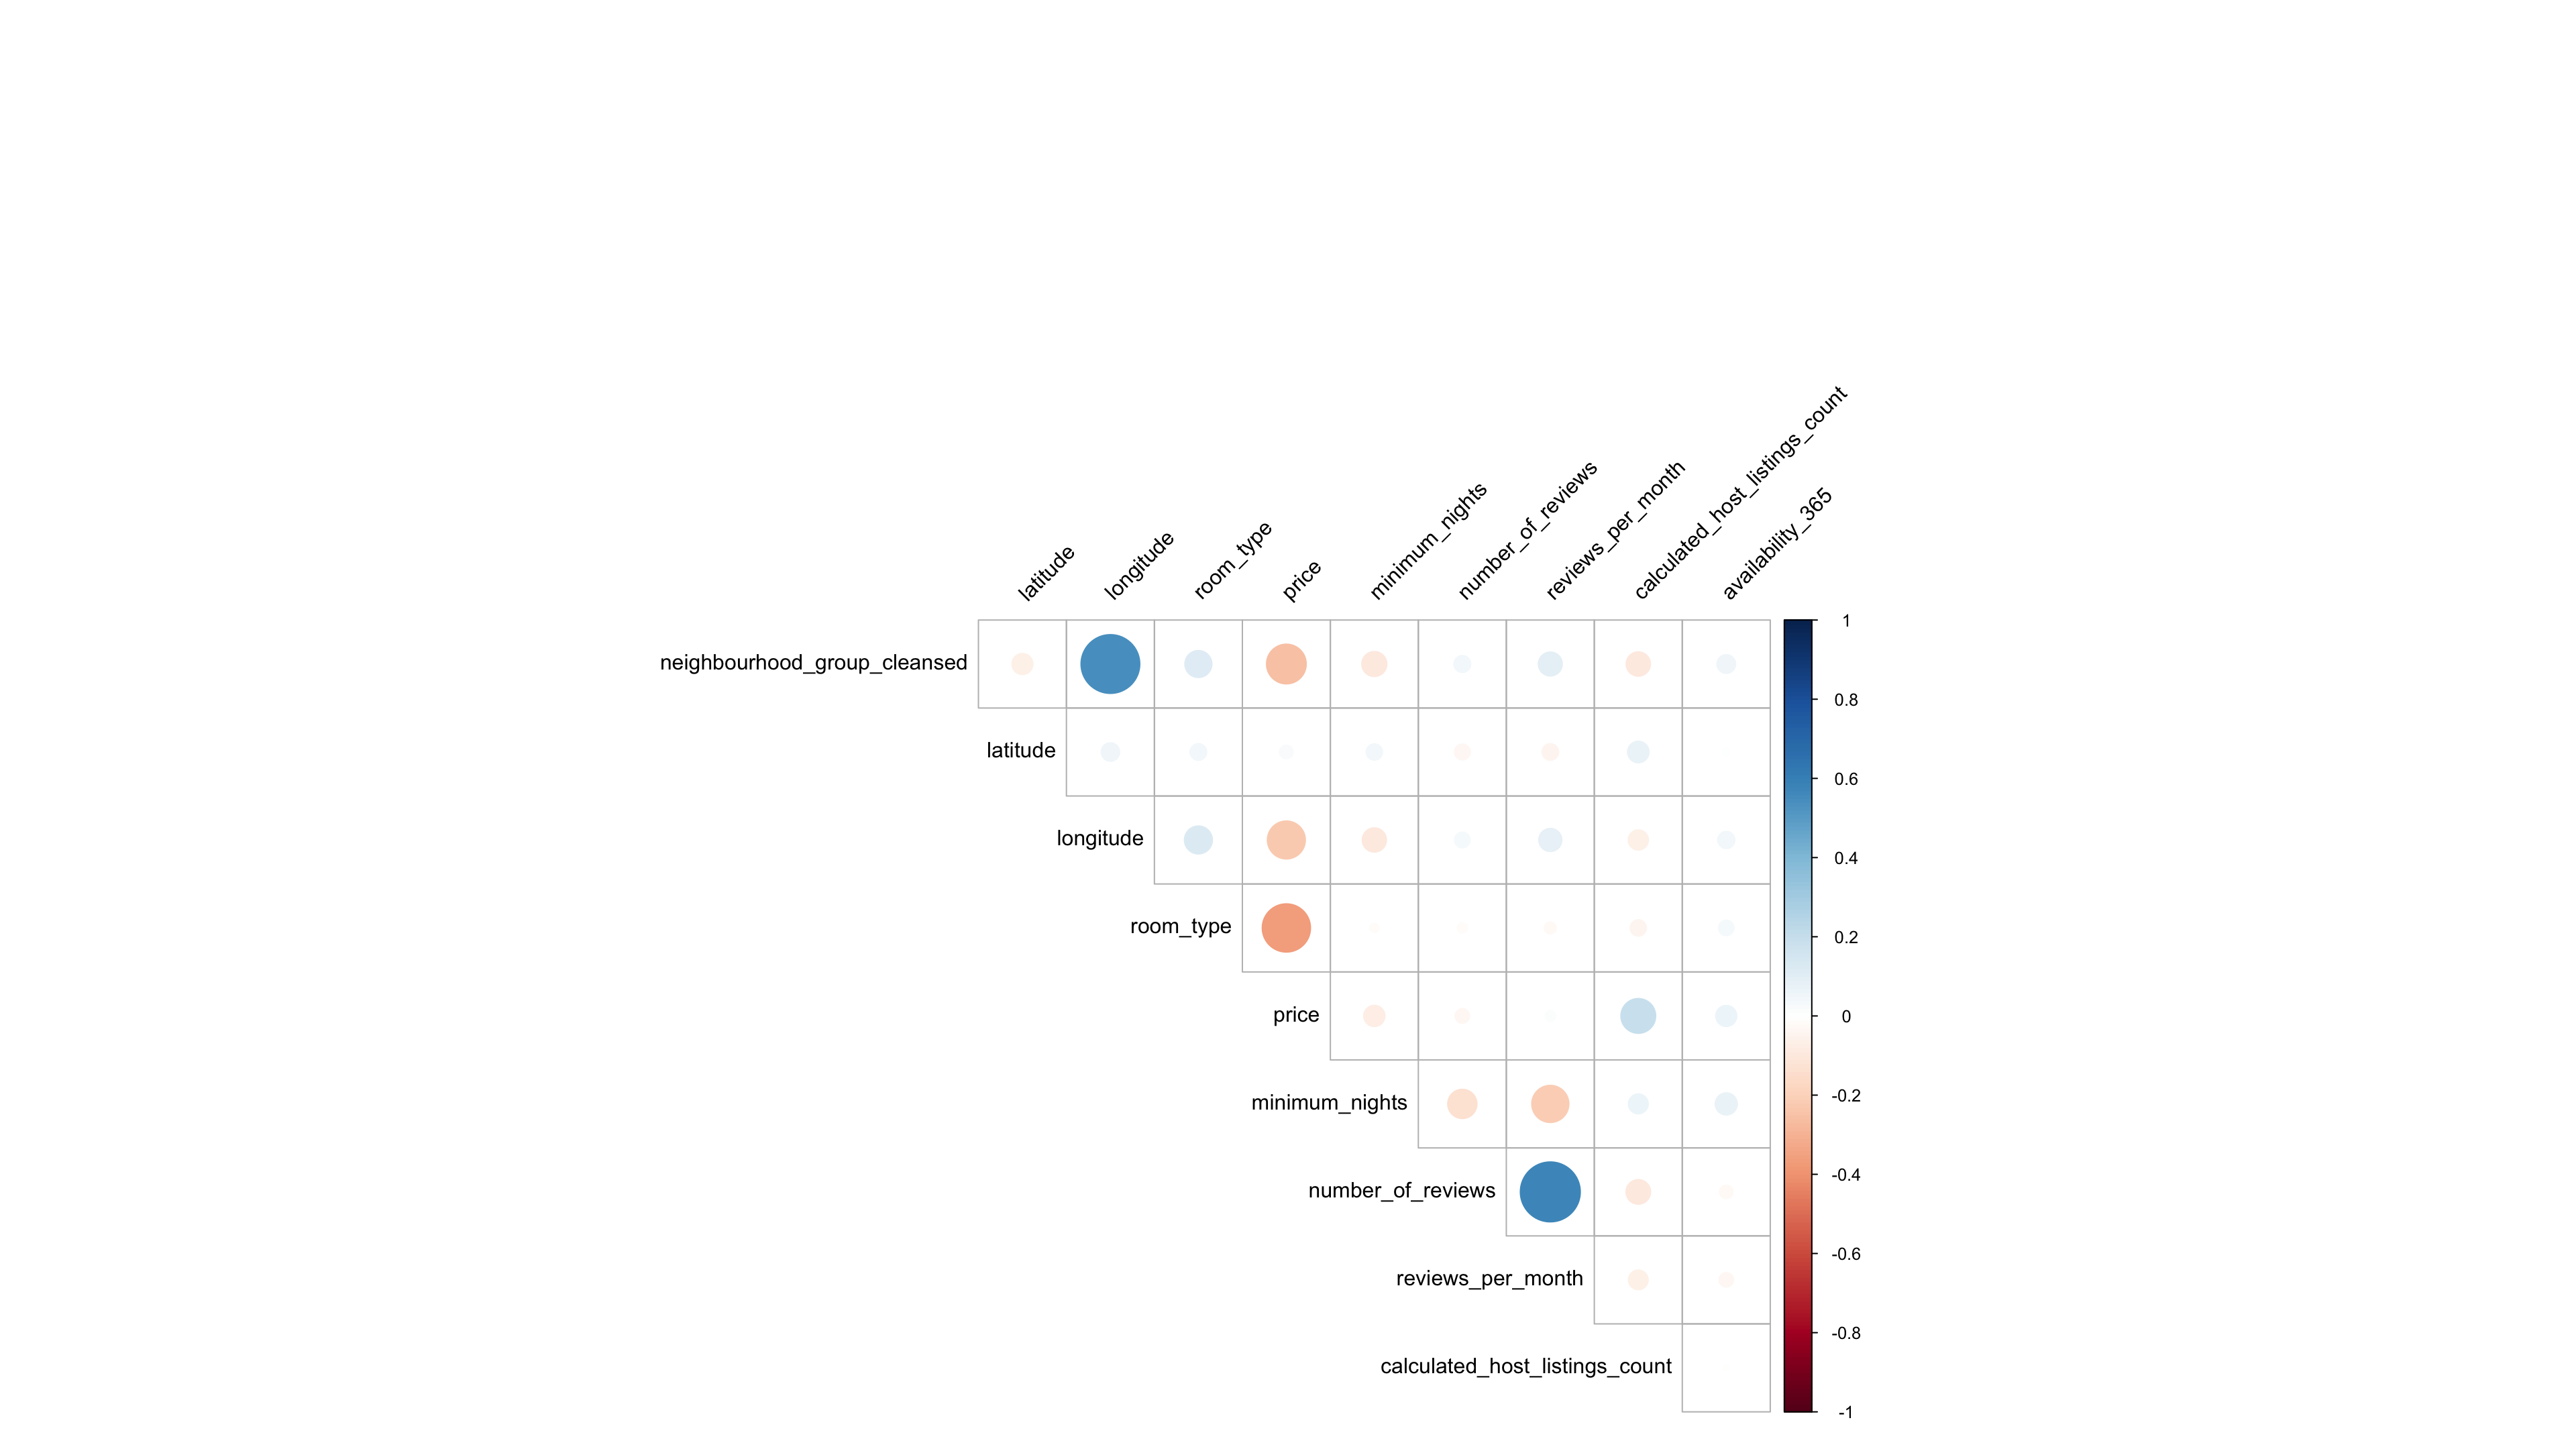 latitude
longitude
room_type
price
minimum_nights
number_of_reviews
reviews_per_month
calculated_host_listings_count
availability_365
neighbourhood_group_cleansed
latitude
longitude
room_type
price
minimum_nights
number_of_reviews
reviews_per_month
calculated_host_listings_count
1
0.8
0.6
0.4
0.2
0
-0.2
-0.4
-0.6
-0.8
-1